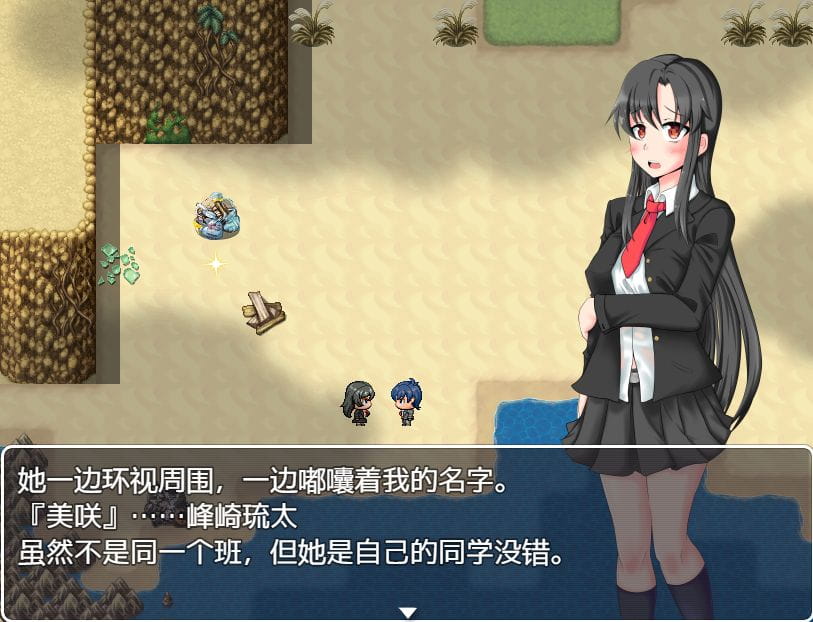 她一边环视周围，一边嘟囔着我的名字。
『美咲』……峰崎琉太
虽然不是同一个班，但她是自己的同学没错。